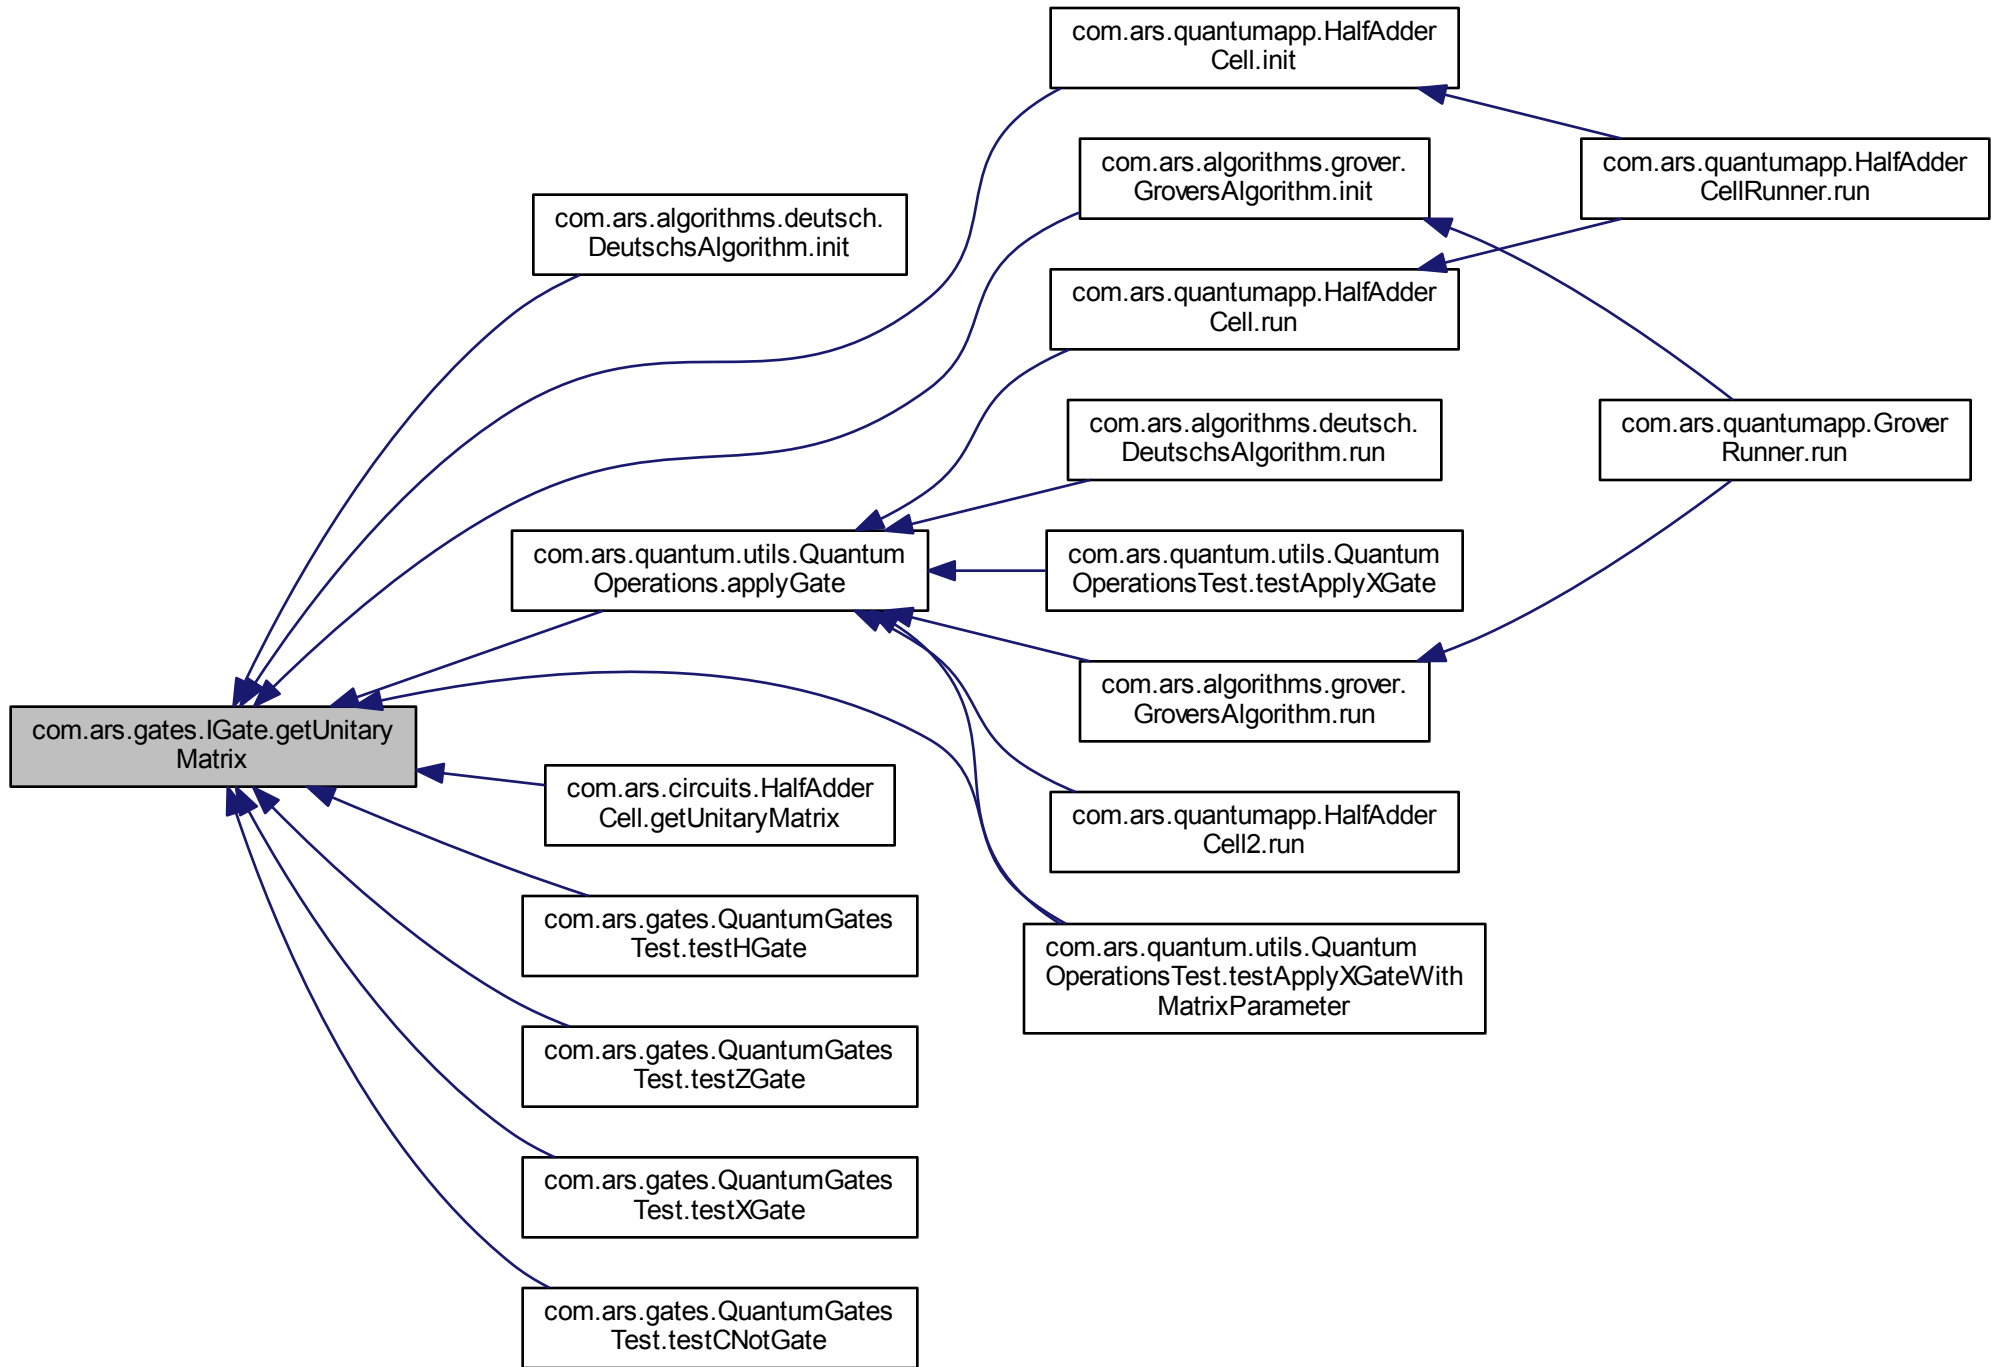 com.ars.quantumapp.HalfAdder
Cell.init
com.ars.algorithms.grover.
GroversAlgorithm.init
com.ars.quantumapp.HalfAdder
CellRunner.run
com.ars.algorithms.deutsch.
DeutschsAlgorithm.init
com.ars.quantumapp.HalfAdder
Cell.run
com.ars.algorithms.deutsch.
DeutschsAlgorithm.run
com.ars.quantumapp.Grover
Runner.run
com.ars.quantum.utils.Quantum
Operations.applyGate
com.ars.quantum.utils.Quantum
OperationsTest.testApplyXGate
com.ars.algorithms.grover.
GroversAlgorithm.run
com.ars.gates.IGate.getUnitary
Matrix
com.ars.circuits.HalfAdder
Cell.getUnitaryMatrix
com.ars.quantumapp.HalfAdder
Cell2.run
com.ars.gates.QuantumGates
Test.testHGate
com.ars.quantum.utils.Quantum
OperationsTest.testApplyXGateWith
MatrixParameter
com.ars.gates.QuantumGates
Test.testZGate
com.ars.gates.QuantumGates
Test.testXGate
com.ars.gates.QuantumGates
Test.testCNotGate